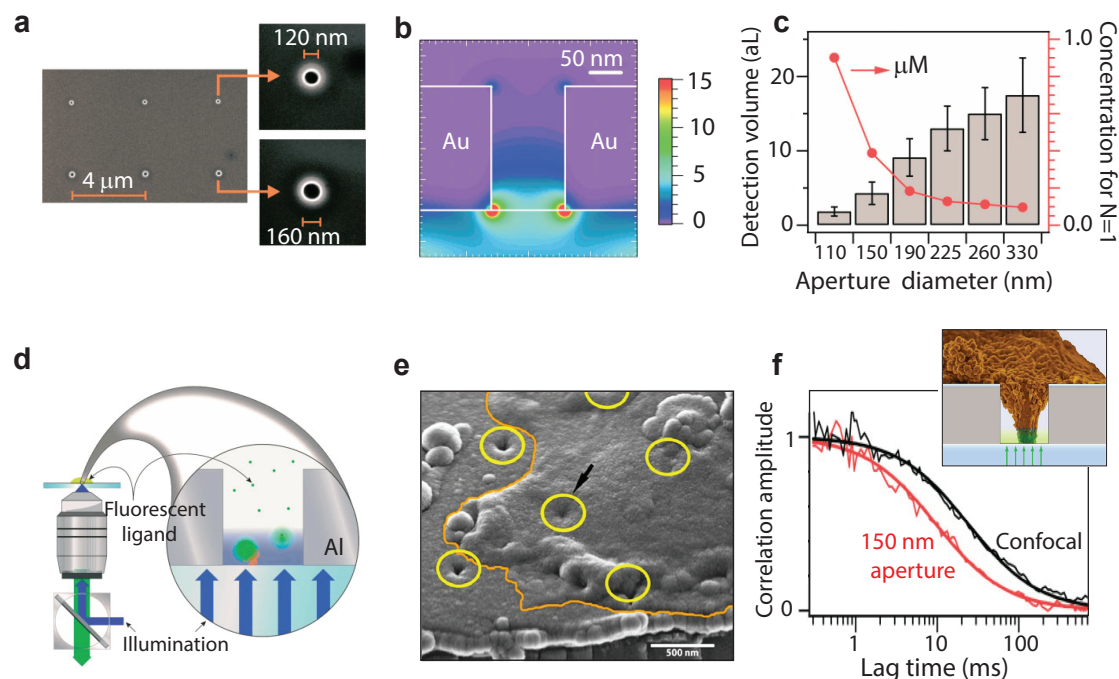 a
120 nm
4 μm
160 nm
b
50 nm
Au
Au
15
10
5
0
c
Detection volume (aL)
20
10
0
μM
1.0
0.0
Concentration for N=1
110 150 190 225 260 330
Aperture diameter (nm)
d
Fluorescent
ligand
Al
Illumination
e
500 nm
f
Correlation amplitude
1
0
150 nm
aperture
Confocal
1 10 100
Lag time (ms)